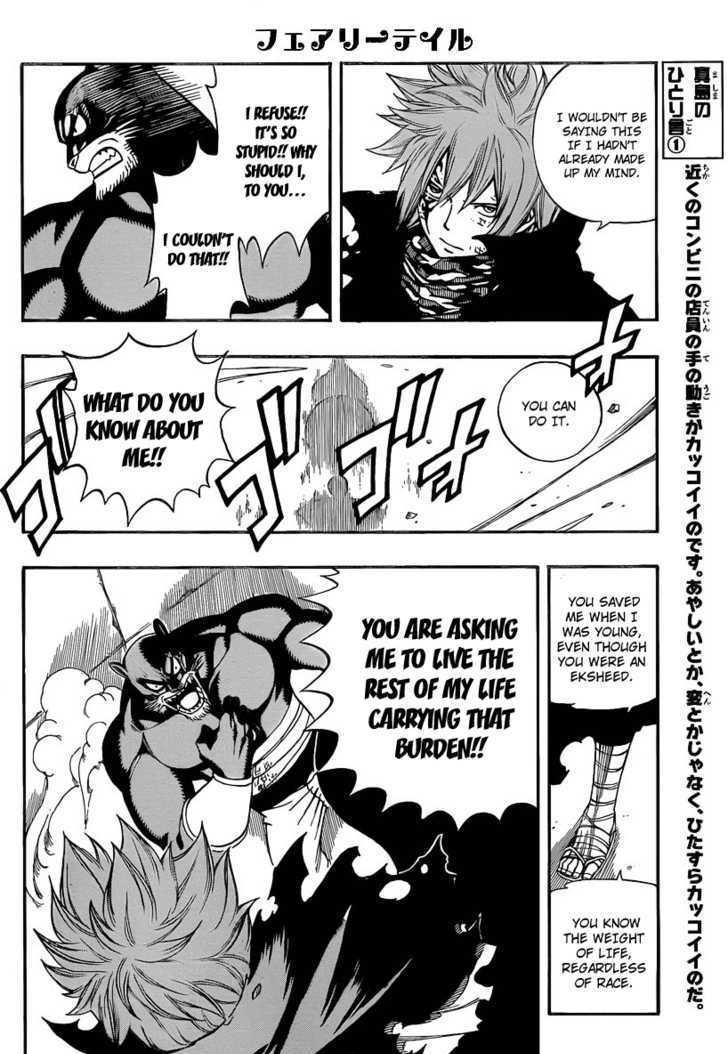 フェアリーテイル
真島の
ひとり言①
近くのコンビニの店員の手の動きがカッコイイのです。あやしいとか、変とかじゃなく、ひたすらカッコイイのだ。
I WOULDN'T BE
SAYING THIS
IF I HADN'T
ALREADY MADE
UP MY MIND.
I REFUSE!!
IT'S SO
STUPID!! WHY
SHOULD I,
TO YOU...
I COULDN'T
DO THAT!!
YOU CAN
DO IT.
WHAT DO YOU
KNOW ABOUT
ME!!
YOU SAVED
ME WHEN I
WAS YOUNG,
EVEN THOUGH
YOU WERE AN
EKSHEED.
YOU KNOW
THE WEIGHT
OF LIFE,
REGARDLESS
OF RACE.
YOU ARE ASKING
ME TO LIVE THE
REST OF MY LIFE
CARRYING THAT
BURDEN!!